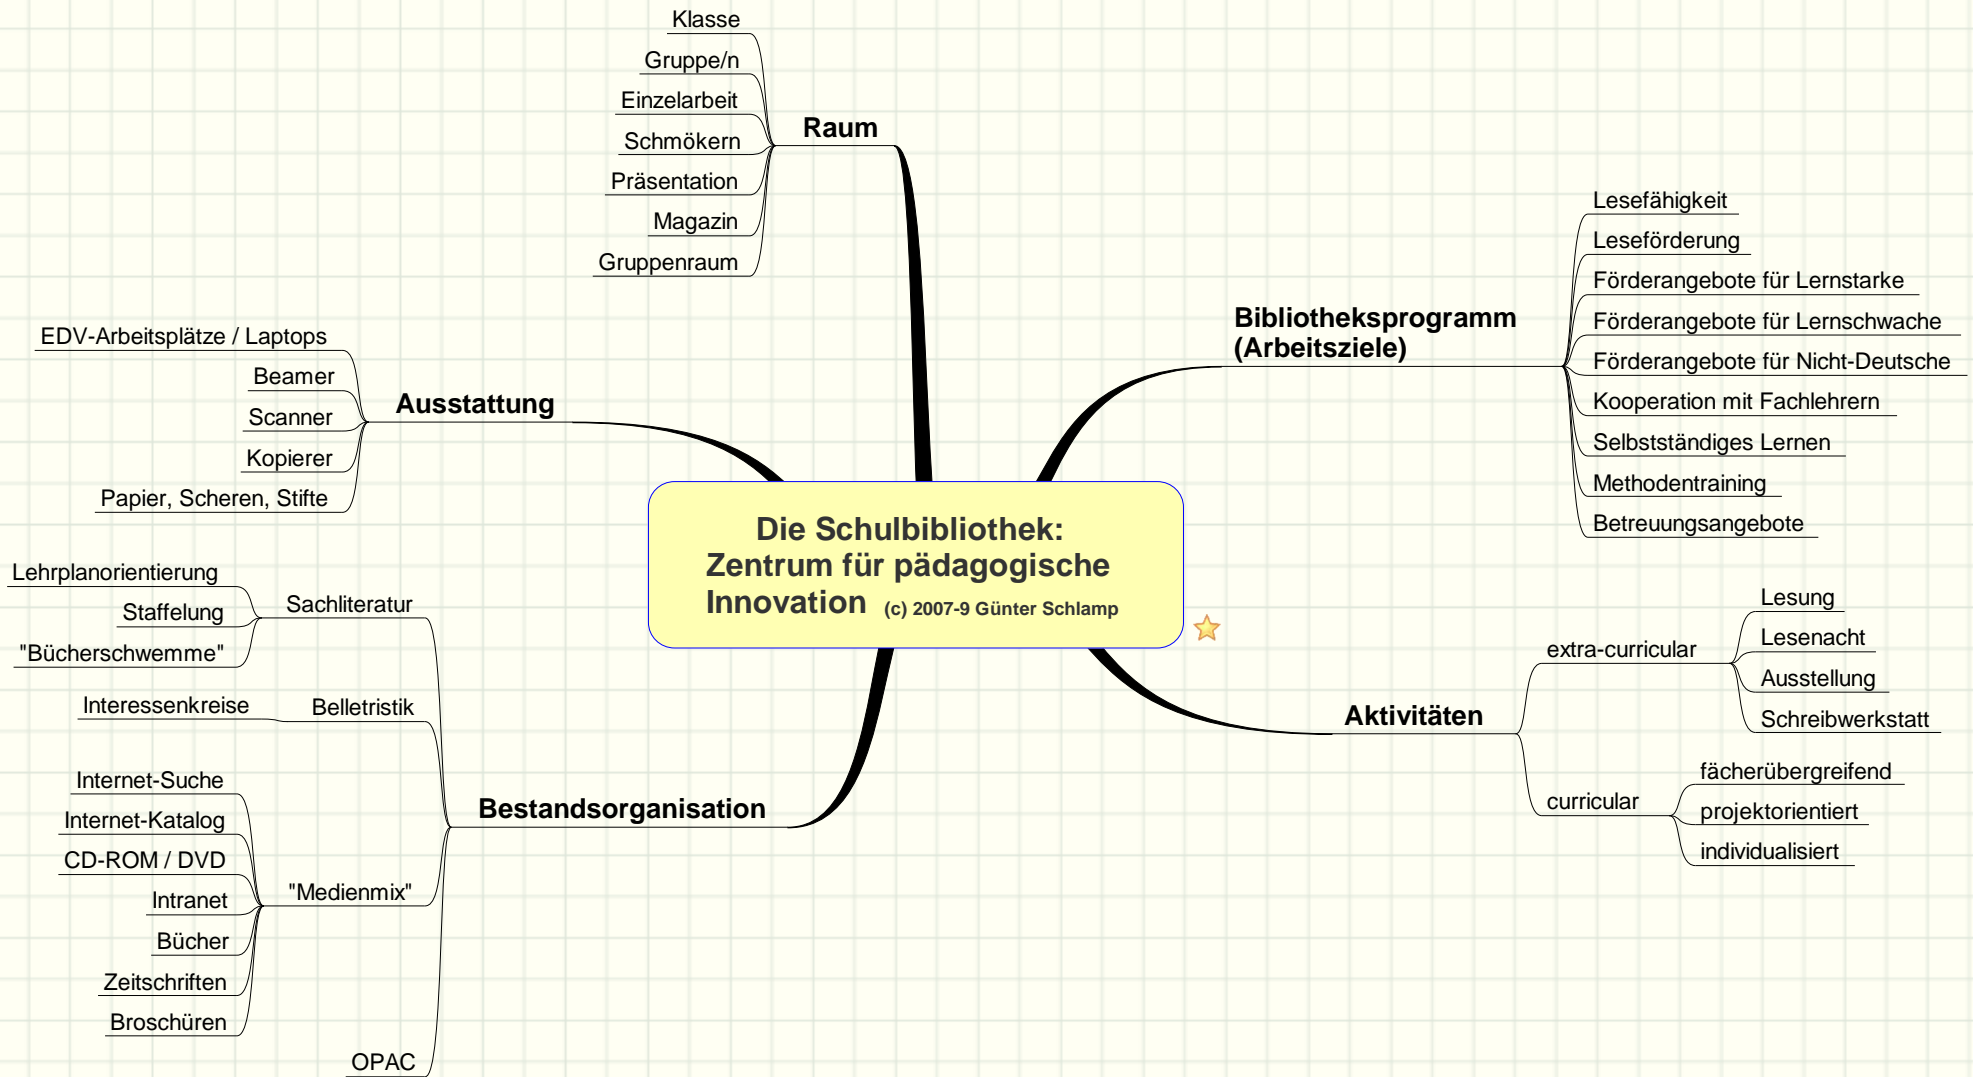 Die Schulbibliothek:
Zentrum für pädagogische
Innovation (c) 2007-9 Günter Schlamp
Raum
Klasse
Gruppe/n
Einzelarbeit
Schmökern
Präsentation
Magazin
Gruppenraum
Ausstattung
EDV-Arbeitsplätze / Laptops
Beamer
Scanner
Kopierer
Papier, Scheren, Stifte
Bestandsorganisation
Sachliteratur
Lehrplanorientierung
Staffelung
"Bücherschwemme"
Belletristik
Interessenkreise
"Medienmix"
Internet-Suche
Internet-Katalog
CD-ROM / DVD
Intranet
Bücher
Zeitschriften
Broschüren
OPAC
Bibliotheksprogramm
(Arbeitsziele)
Lesefähigkeit
Leseförderung
Förderangebote für Lernstarke
Förderangebote für Lernschwache
Förderangebote für Nicht-Deutsche
Kooperation mit Fachlehrern
Selbstständiges Lernen
Methodentraining
Betreuungsangebote
Aktivitäten
extra-curricular
Lesung
Lesenacht
Ausstellung
Schreibwerkstatt
curricular
fächerübergreifend
projektorientiert
individualisiert